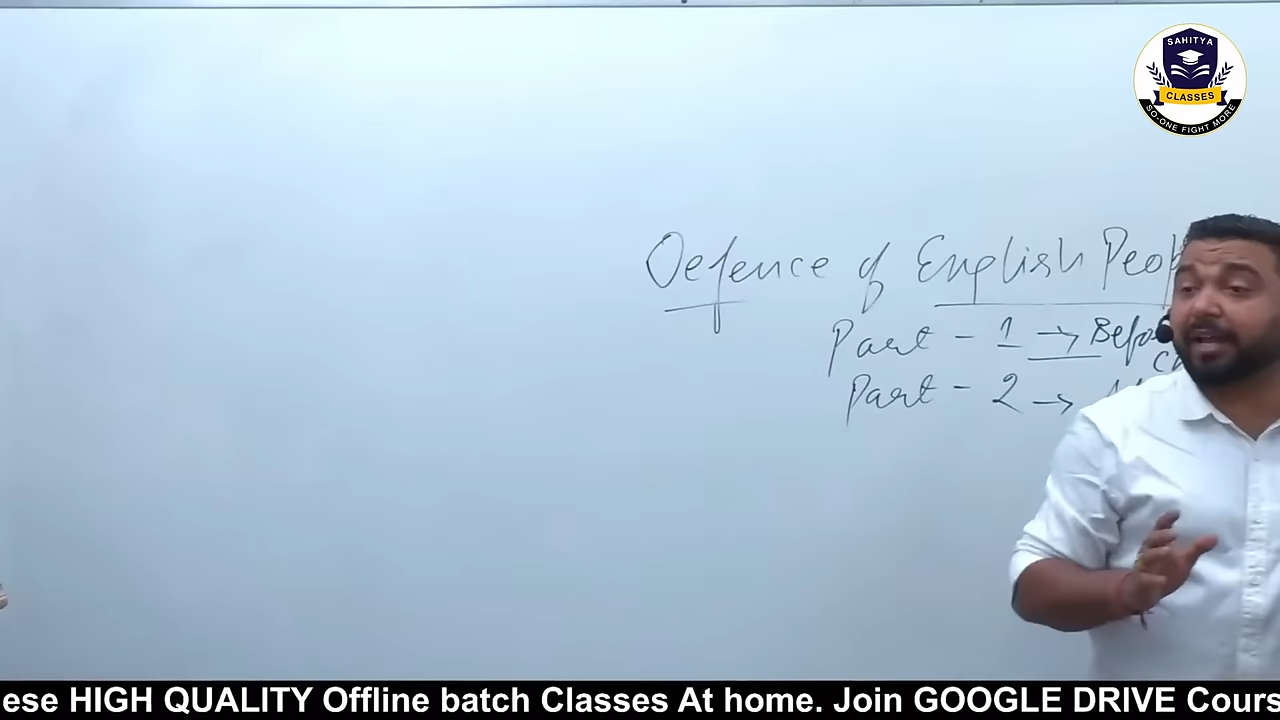 SAHITYA
CLASSES
SO-ONE FIGHT MORE
Defence of English Peop
Part - 1 → Befo
Part - 2 →
ese HIGH QUALITY Offline batch Classes At home. Join GOOGLE DRIVE Cours